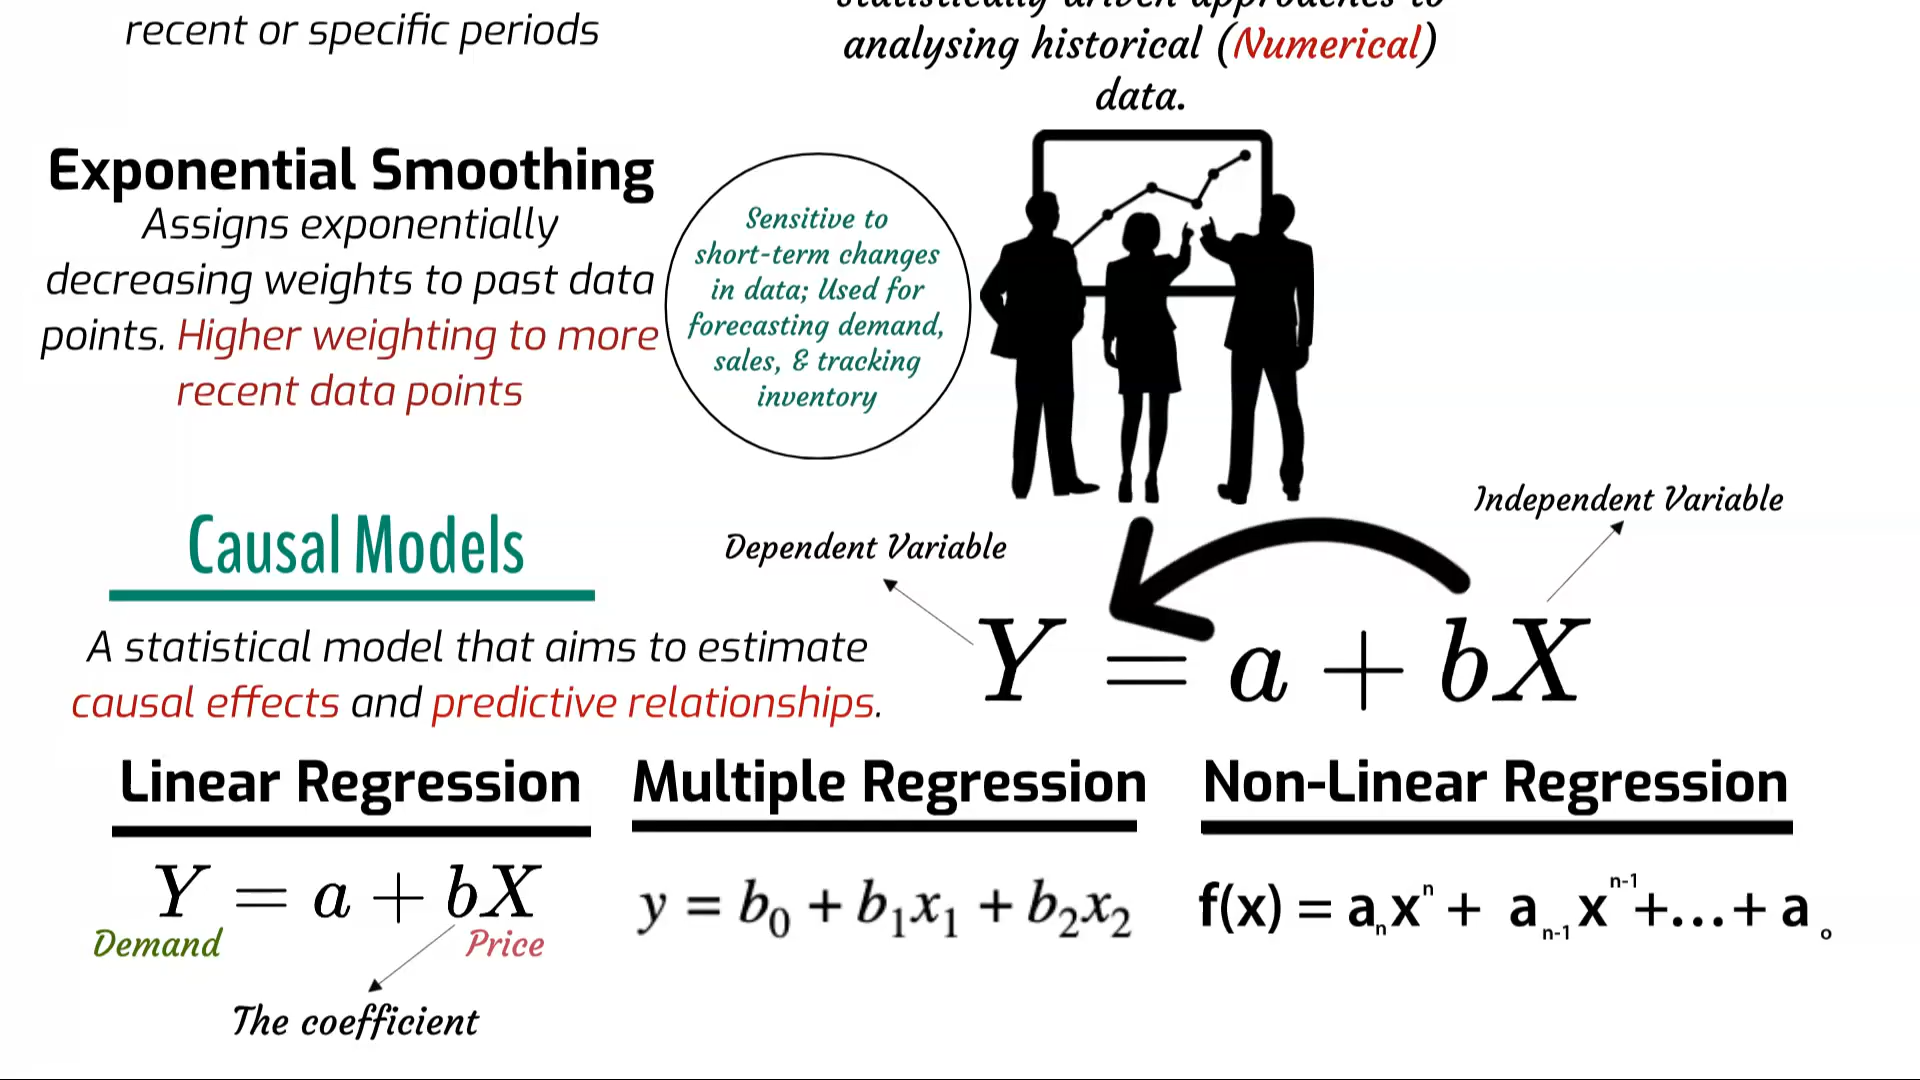 recent or specific periods
statistically driven approaches to
analysing historical (Numerical)
data.
Exponential Smoothing
Assigns exponentially
decreasing weights to past data
points. Higher weighting to more
recent data points
Sensitive to
short-term changes
in data; Used for
forecasting demand,
sales, & tracking
inventory
Causal Models
A statistical model that aims to estimate
causal effects and predictive relationships.
Dependent Variable
Independent Variable
Y = a + bX
Linear Regression
Y = a + bX
Demand
Price
The coefficient
Multiple Regression
y = b₀ + b₁x₁ + b₂x₂
Non-Linear Regression
f(x) = aₙxⁿ + aₙ₋₁xⁿ⁻¹+...+ aₒ